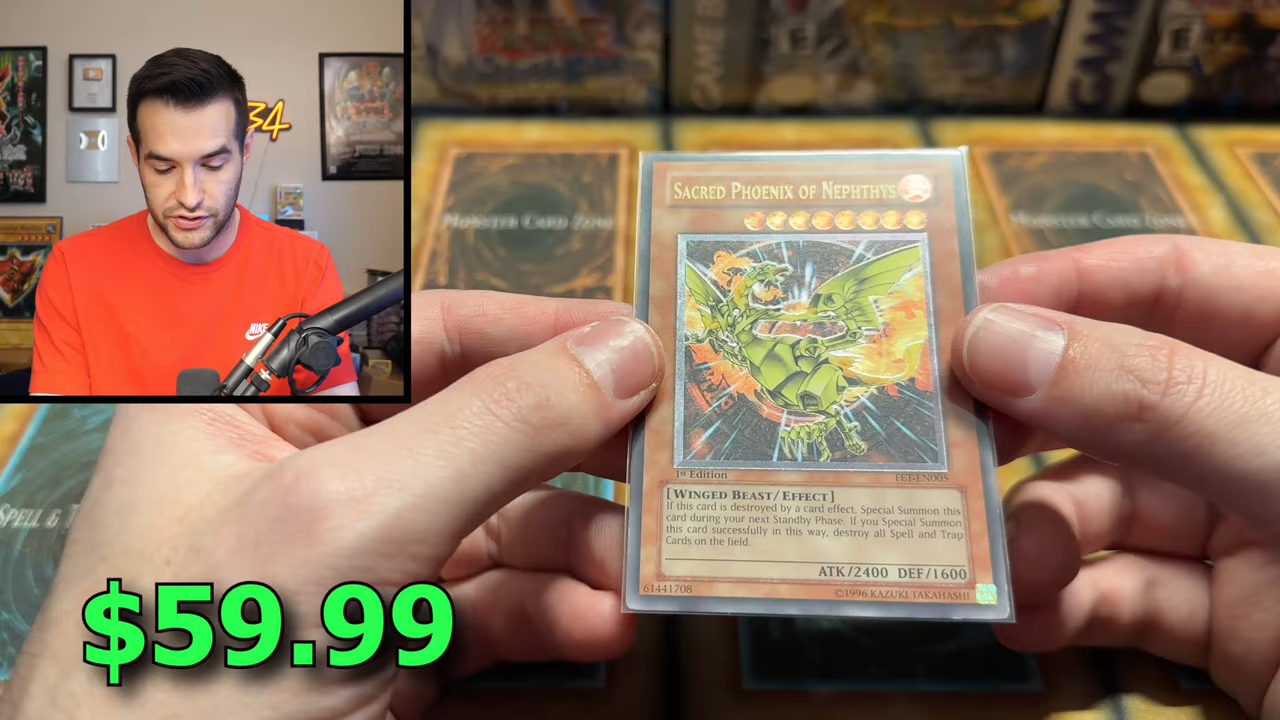 34
NIKE
MONSTER CARD ZONE
MONSTER CARD ZONE
GAME B
E
E
GAME
SPELL & T
SACRED PHOENIX OF NEPHTHYS
1st Edition
FET-EN005
[WINGED BEAST/EFFECT]
If this card is destroyed by a card effect, Special Summon this
card during your next Standby Phase. If you Special Summon
this card successfully in this way, destroy all Spell and Trap
Cards on the field.
ATK/2400 DEF/1600
61441708
©1996 KAZUKI TAKAHASHI
$59.99